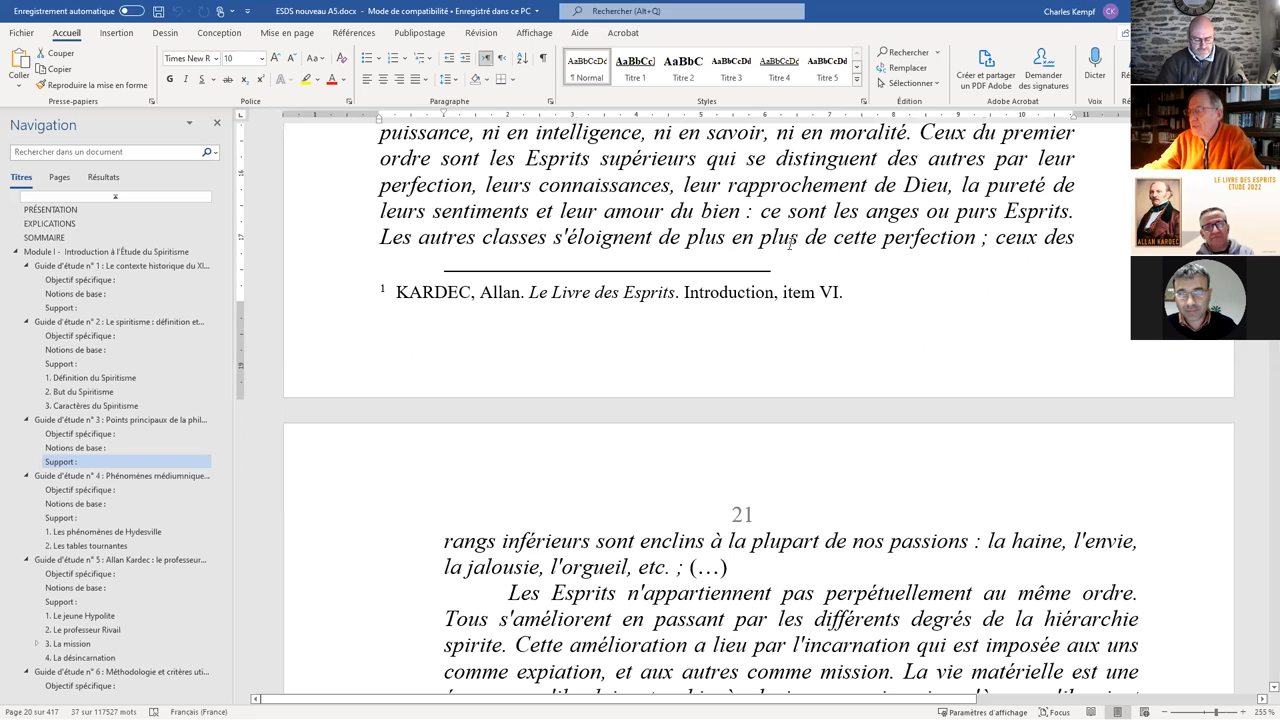 Enregistrement automatique
ESDS nouveau A5.docx - Mode de compatibilité • Enregistré dans ce PC
Rechercher (Alt+Q)
Charles Kempf
CK
Fichier
Accueil
Insertion
Dessin
Conception
Mise en page
Références
Publipostage
Révision
Affichage
Aide
Acrobat
Coller
Couper
Copier
Reproduire la mise en forme
Presse-papiers
Times New R
10
Police
Paragraphe
AaBbCcDc
¶ Normal
AaBbCc
Titre 1
AaBbC
Titre 2
AaBbCcDd
Titre 3
AaBbCcDd
Titre 4
AaBbCcDd
Titre 5
Styles
Rechercher
Remplacer
Sélectionner
Édition
Créer et partager
un PDF Adobe
Demander
des signatures
Adobe Acrobat
Dicter
Voix
Navigation
Rechercher dans un document
Titres
Pages
Résultats
PRÉSENTATION
EXPLICATIONS
SOMMAIRE
Module I - Introduction à l'Étude du Spiritisme
Guide d'étude n° 1 : Le contexte historique du XI...
Objectif spécifique :
Notions de base :
Support :
Guide d'étude n° 2 : Le spiritisme : définition et...
Objectif spécifique :
Notions de base :
Support :
1. Définition du Spiritisme
2. But du Spiritisme
3. Caractères du Spiritisme
Guide d'étude n° 3 : Points principaux de la phil...
Objectif spécifique :
Notions de base :
Support :
Guide d'étude n° 4 : Phénomènes médiumnique...
Objectif spécifique :
Notions de base :
Support :
1. Les phénomènes de Hydesville
2. Les tables tournantes
Guide d'étude n° 5 : Allan Kardec : le professeur...
Objectif spécifique :
Notions de base :
Support :
1. Le jeune Hypolite
2. Le professeur Rivail
3. La mission
4. La désincarnation
Guide d'étude n° 6 : Méthodologie et critères uti...
Objectif spécifique :
puissance, ni en intelligence, ni en savoir, ni en moralité. Ceux du premier
ordre sont les Esprits supérieurs qui se distinguent des autres par leur
perfection, leurs connaissances, leur rapprochement de Dieu, la pureté de
leurs sentiments et leur amour du bien : ce sont les anges ou purs Esprits.
Les autres classes s'éloignent de plus en plus de cette perfection ; ceux des
1 KARDEC, Allan. Le Livre des Esprits. Introduction, item VI.
21
rangs inférieurs sont enclins à la plupart de nos passions : la haine, l'envie,
la jalousie, l'orgueil, etc. ; (…)
Les Esprits n'appartiennent pas perpétuellement au même ordre.
Tous s'améliorent en passant par les différents degrés de la hiérarchie
spirite. Cette amélioration a lieu par l'incarnation qui est imposée aux uns
comme expiation, et aux autres comme mission. La vie matérielle est une
LE LIVRE DES ESPRITS
ETUDE 2022
ALLAN KARDEC
Page 20 sur 417
37 sur 117527 mots
Français (France)
Paramètres d'affichage
Focus
255 %